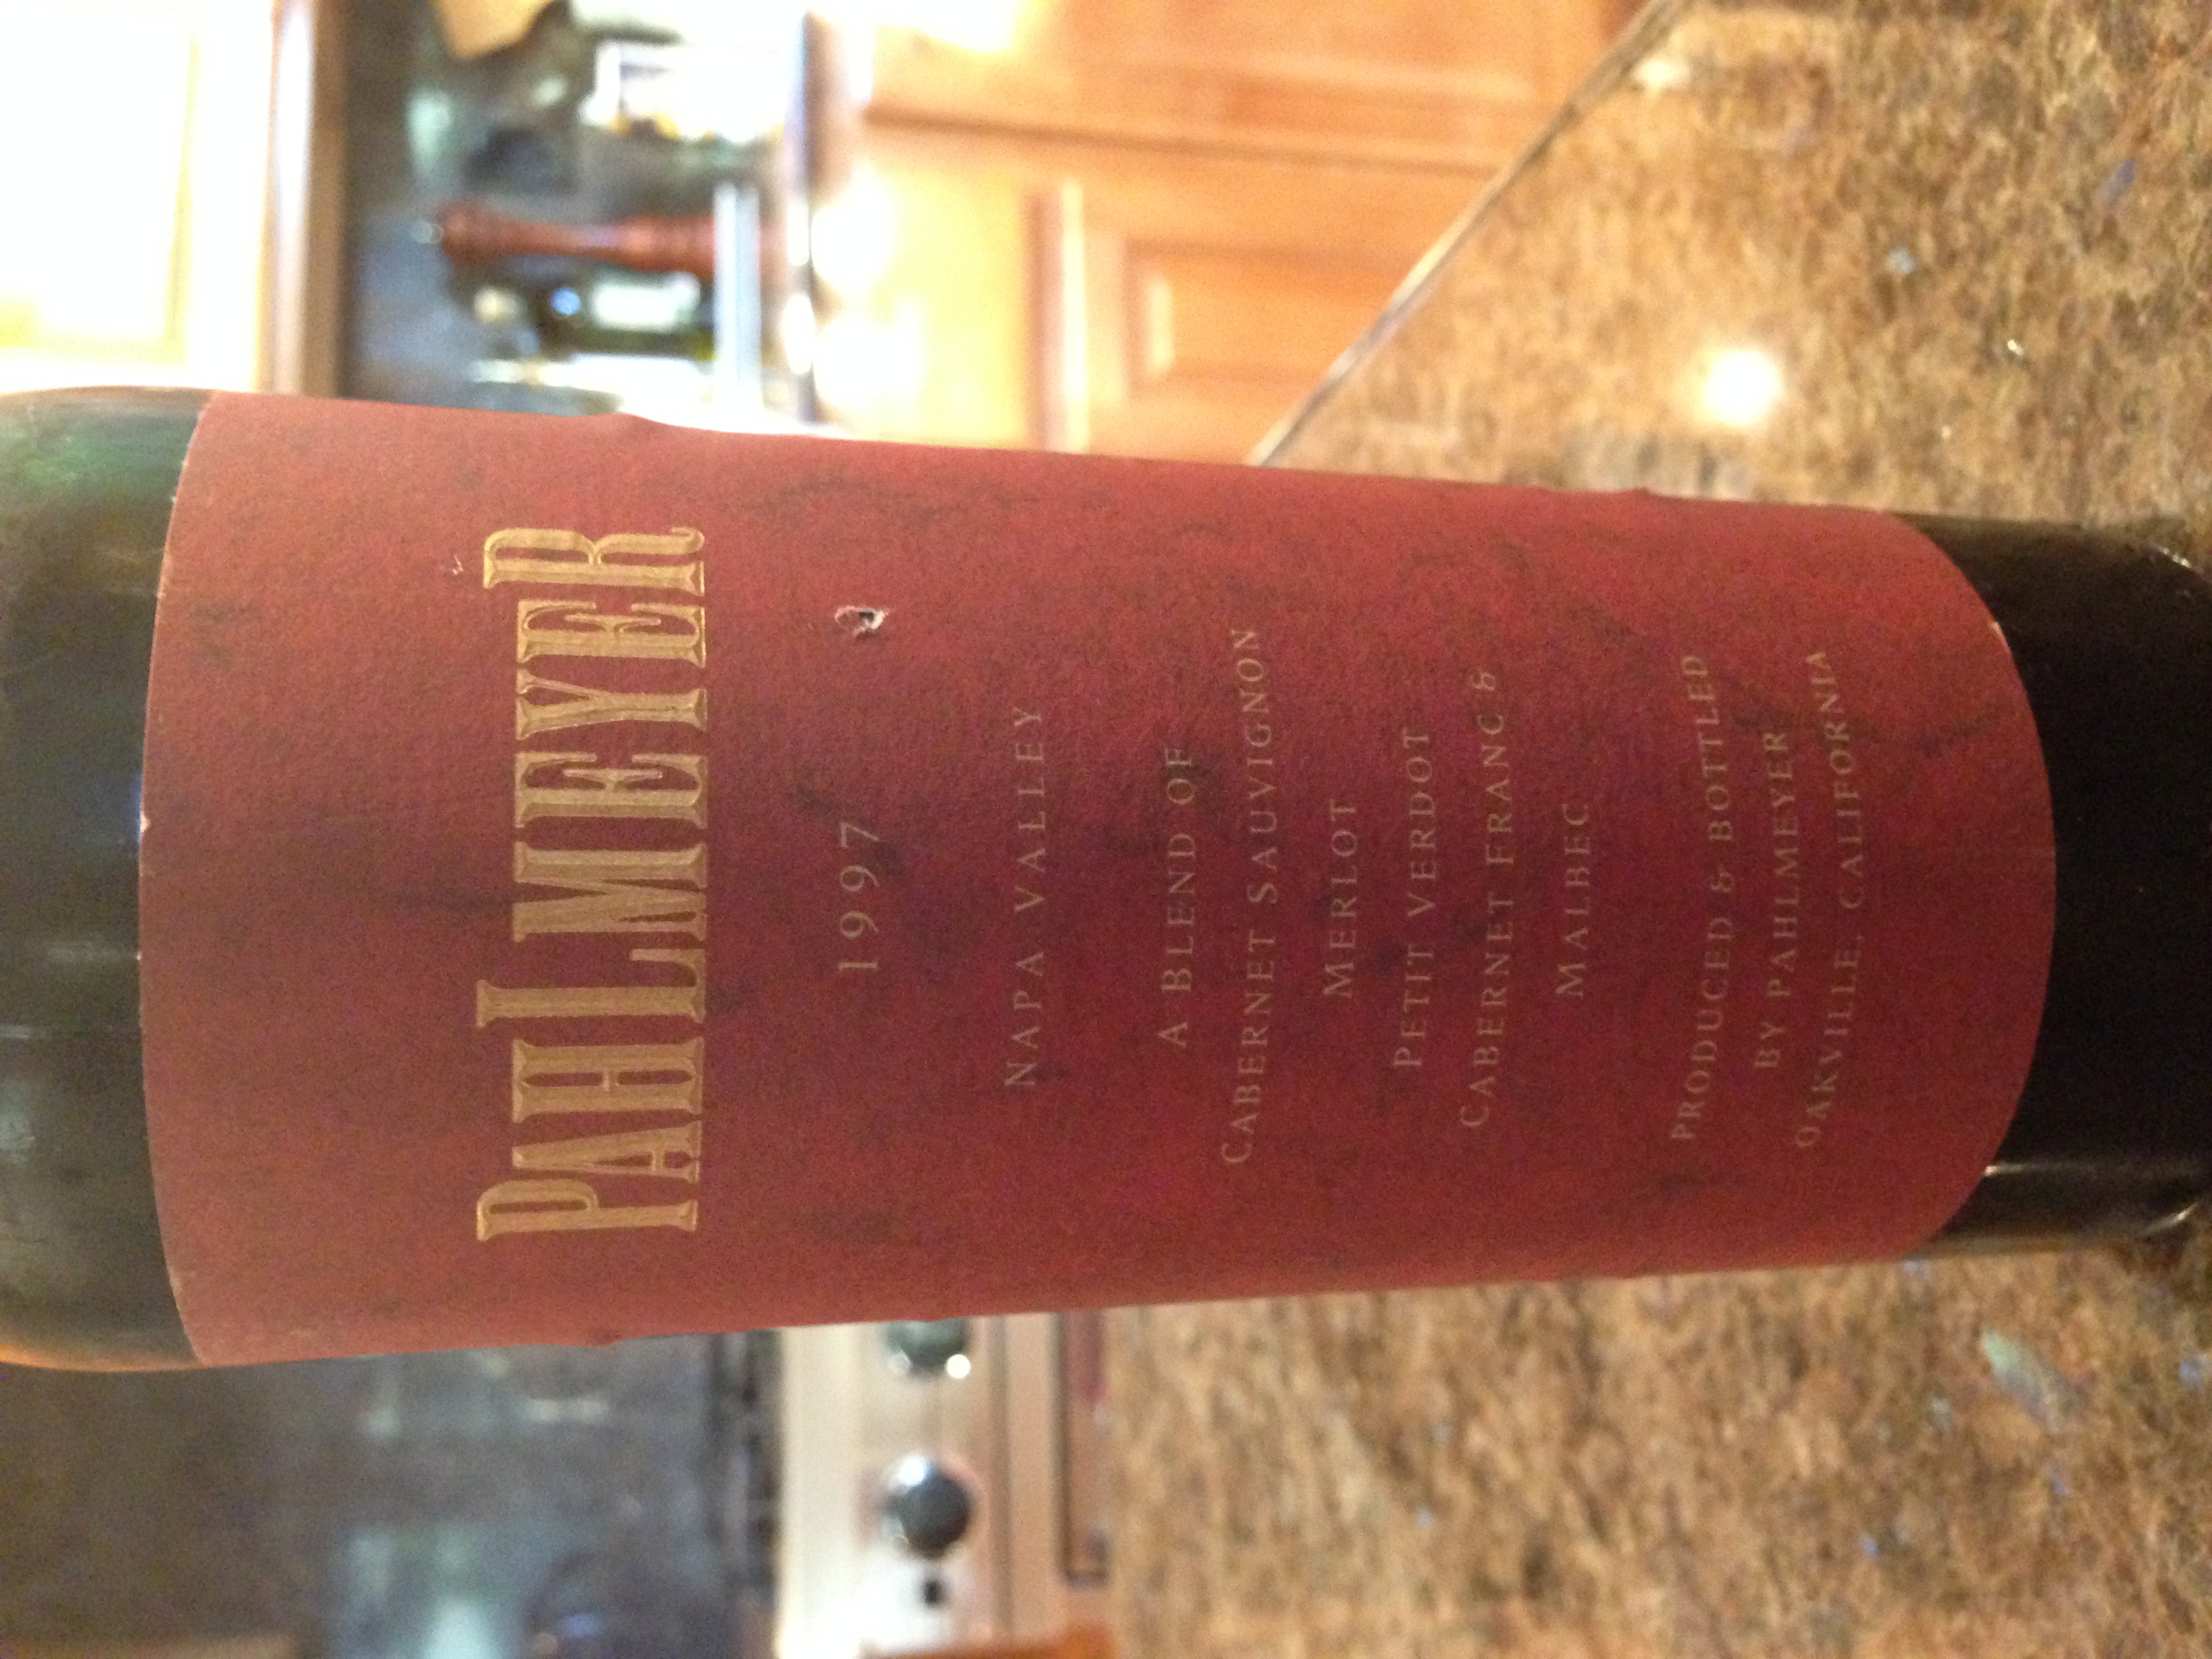 PAHLMEYER
1997
NAPA VALLEY
A BLEND OF
CABERNET SAUVIGNON
MERLOT
PETIT VERDOT
CABERNET FRANC &
MALBEC
PRODUCED & BOTTLED
BY PAHLMEYER
OAKVILLE, CALIFORNIA